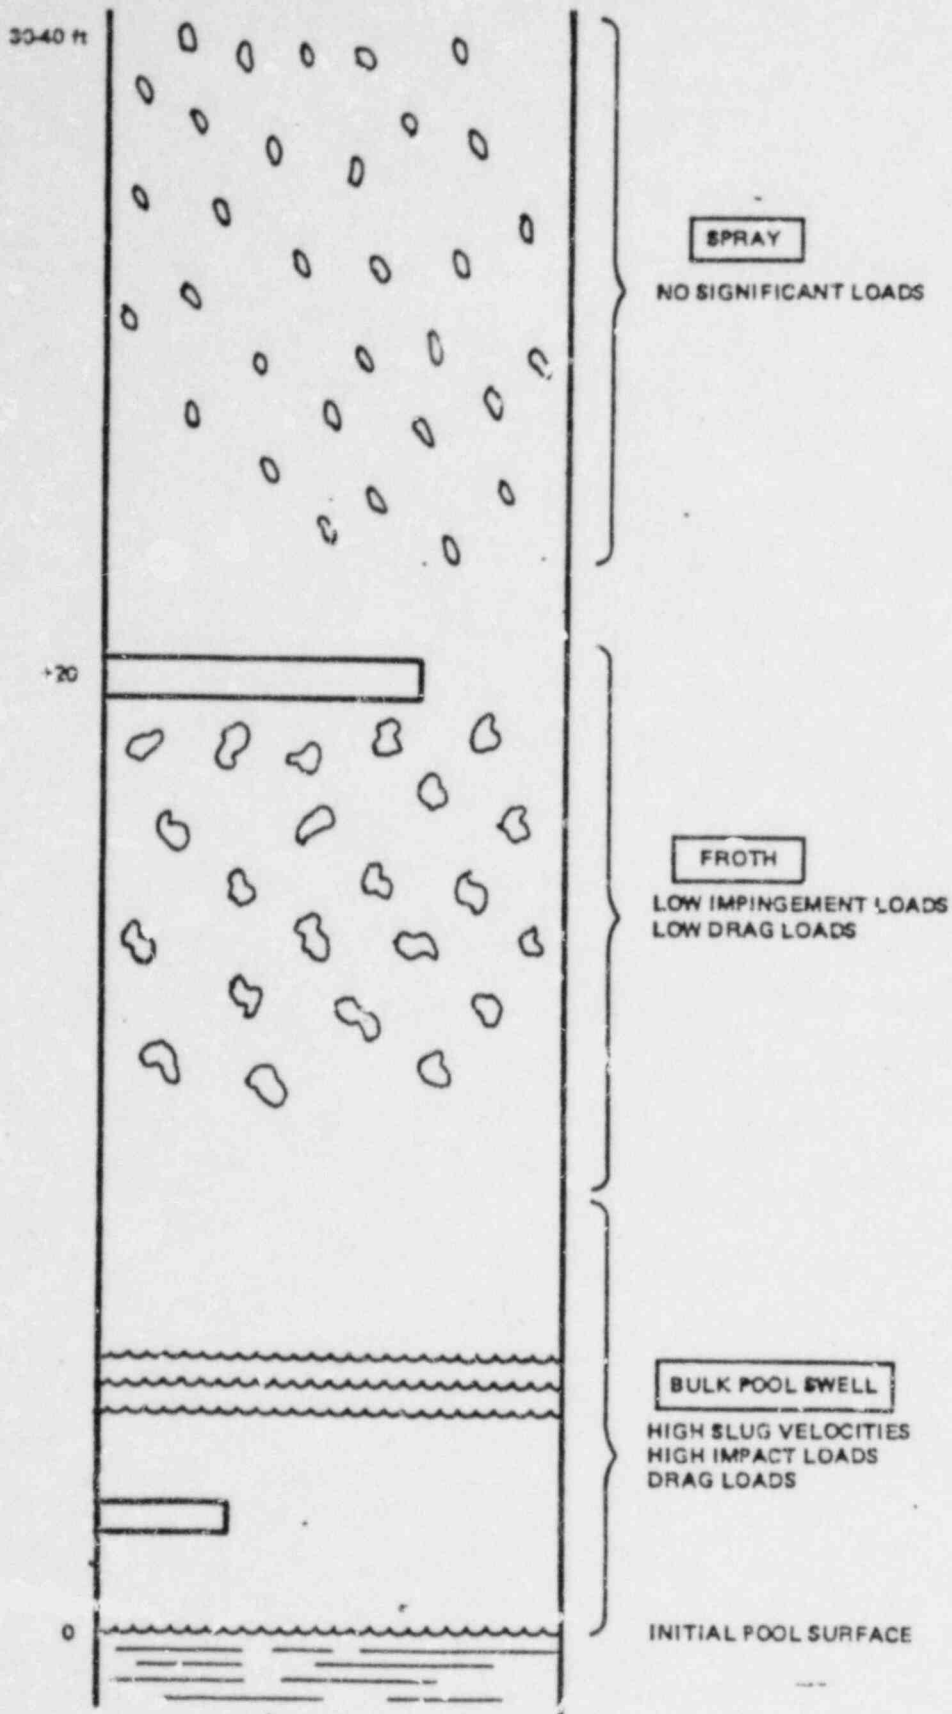 30-40 ft
SPRAY
NO SIGNIFICANT LOADS
+20
FROTH
LOW IMPINGEMENT LOADS
LOW DRAG LOADS
BULK POOL SWELL
HIGH SLUG VELOCITIES
HIGH IMPACT LOADS
DRAG LOADS
0
INITIAL POOL SURFACE